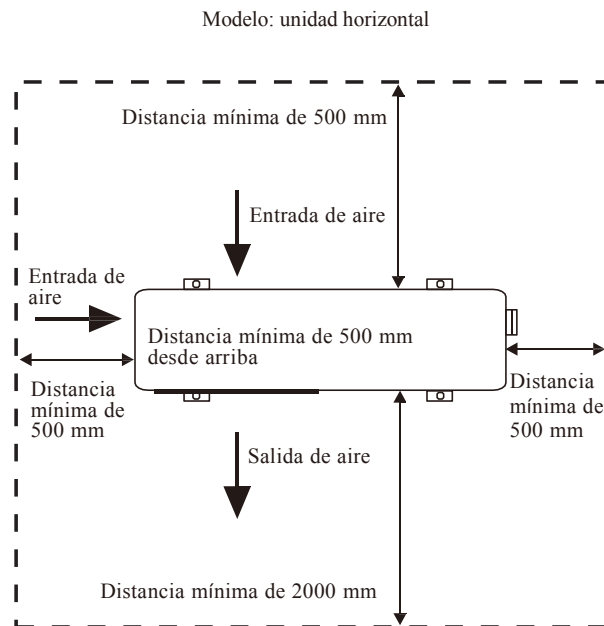 Modelo: unidad horizontal
Distancia mínima de 500 mm
Entrada de aire
Entrada de
aire
Distancia mínima de 500 mm
desde arriba
Distancia
mínima de
500 mm
Distancia
mínima de
500 mm
Salida de aire
Distancia mínima de 2000 mm